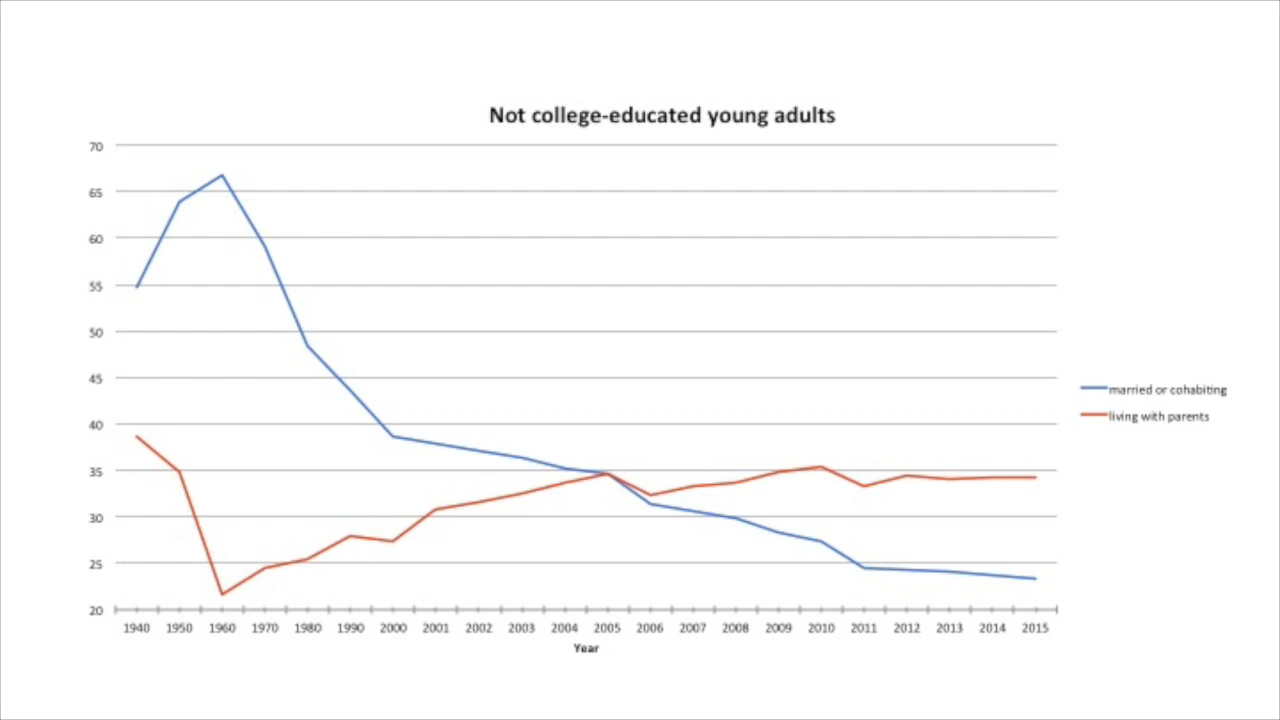 Not college-educated young adults
70
65
60
55
50
45
40
35
30
25
20
1940 1950 1960 1970 1980 1990 2000 2001 2002 2003 2004 2005 2006 2007 2008 2009 2010 2011 2012 2013 2014 2015
Year
married or cohabiting
living with parents